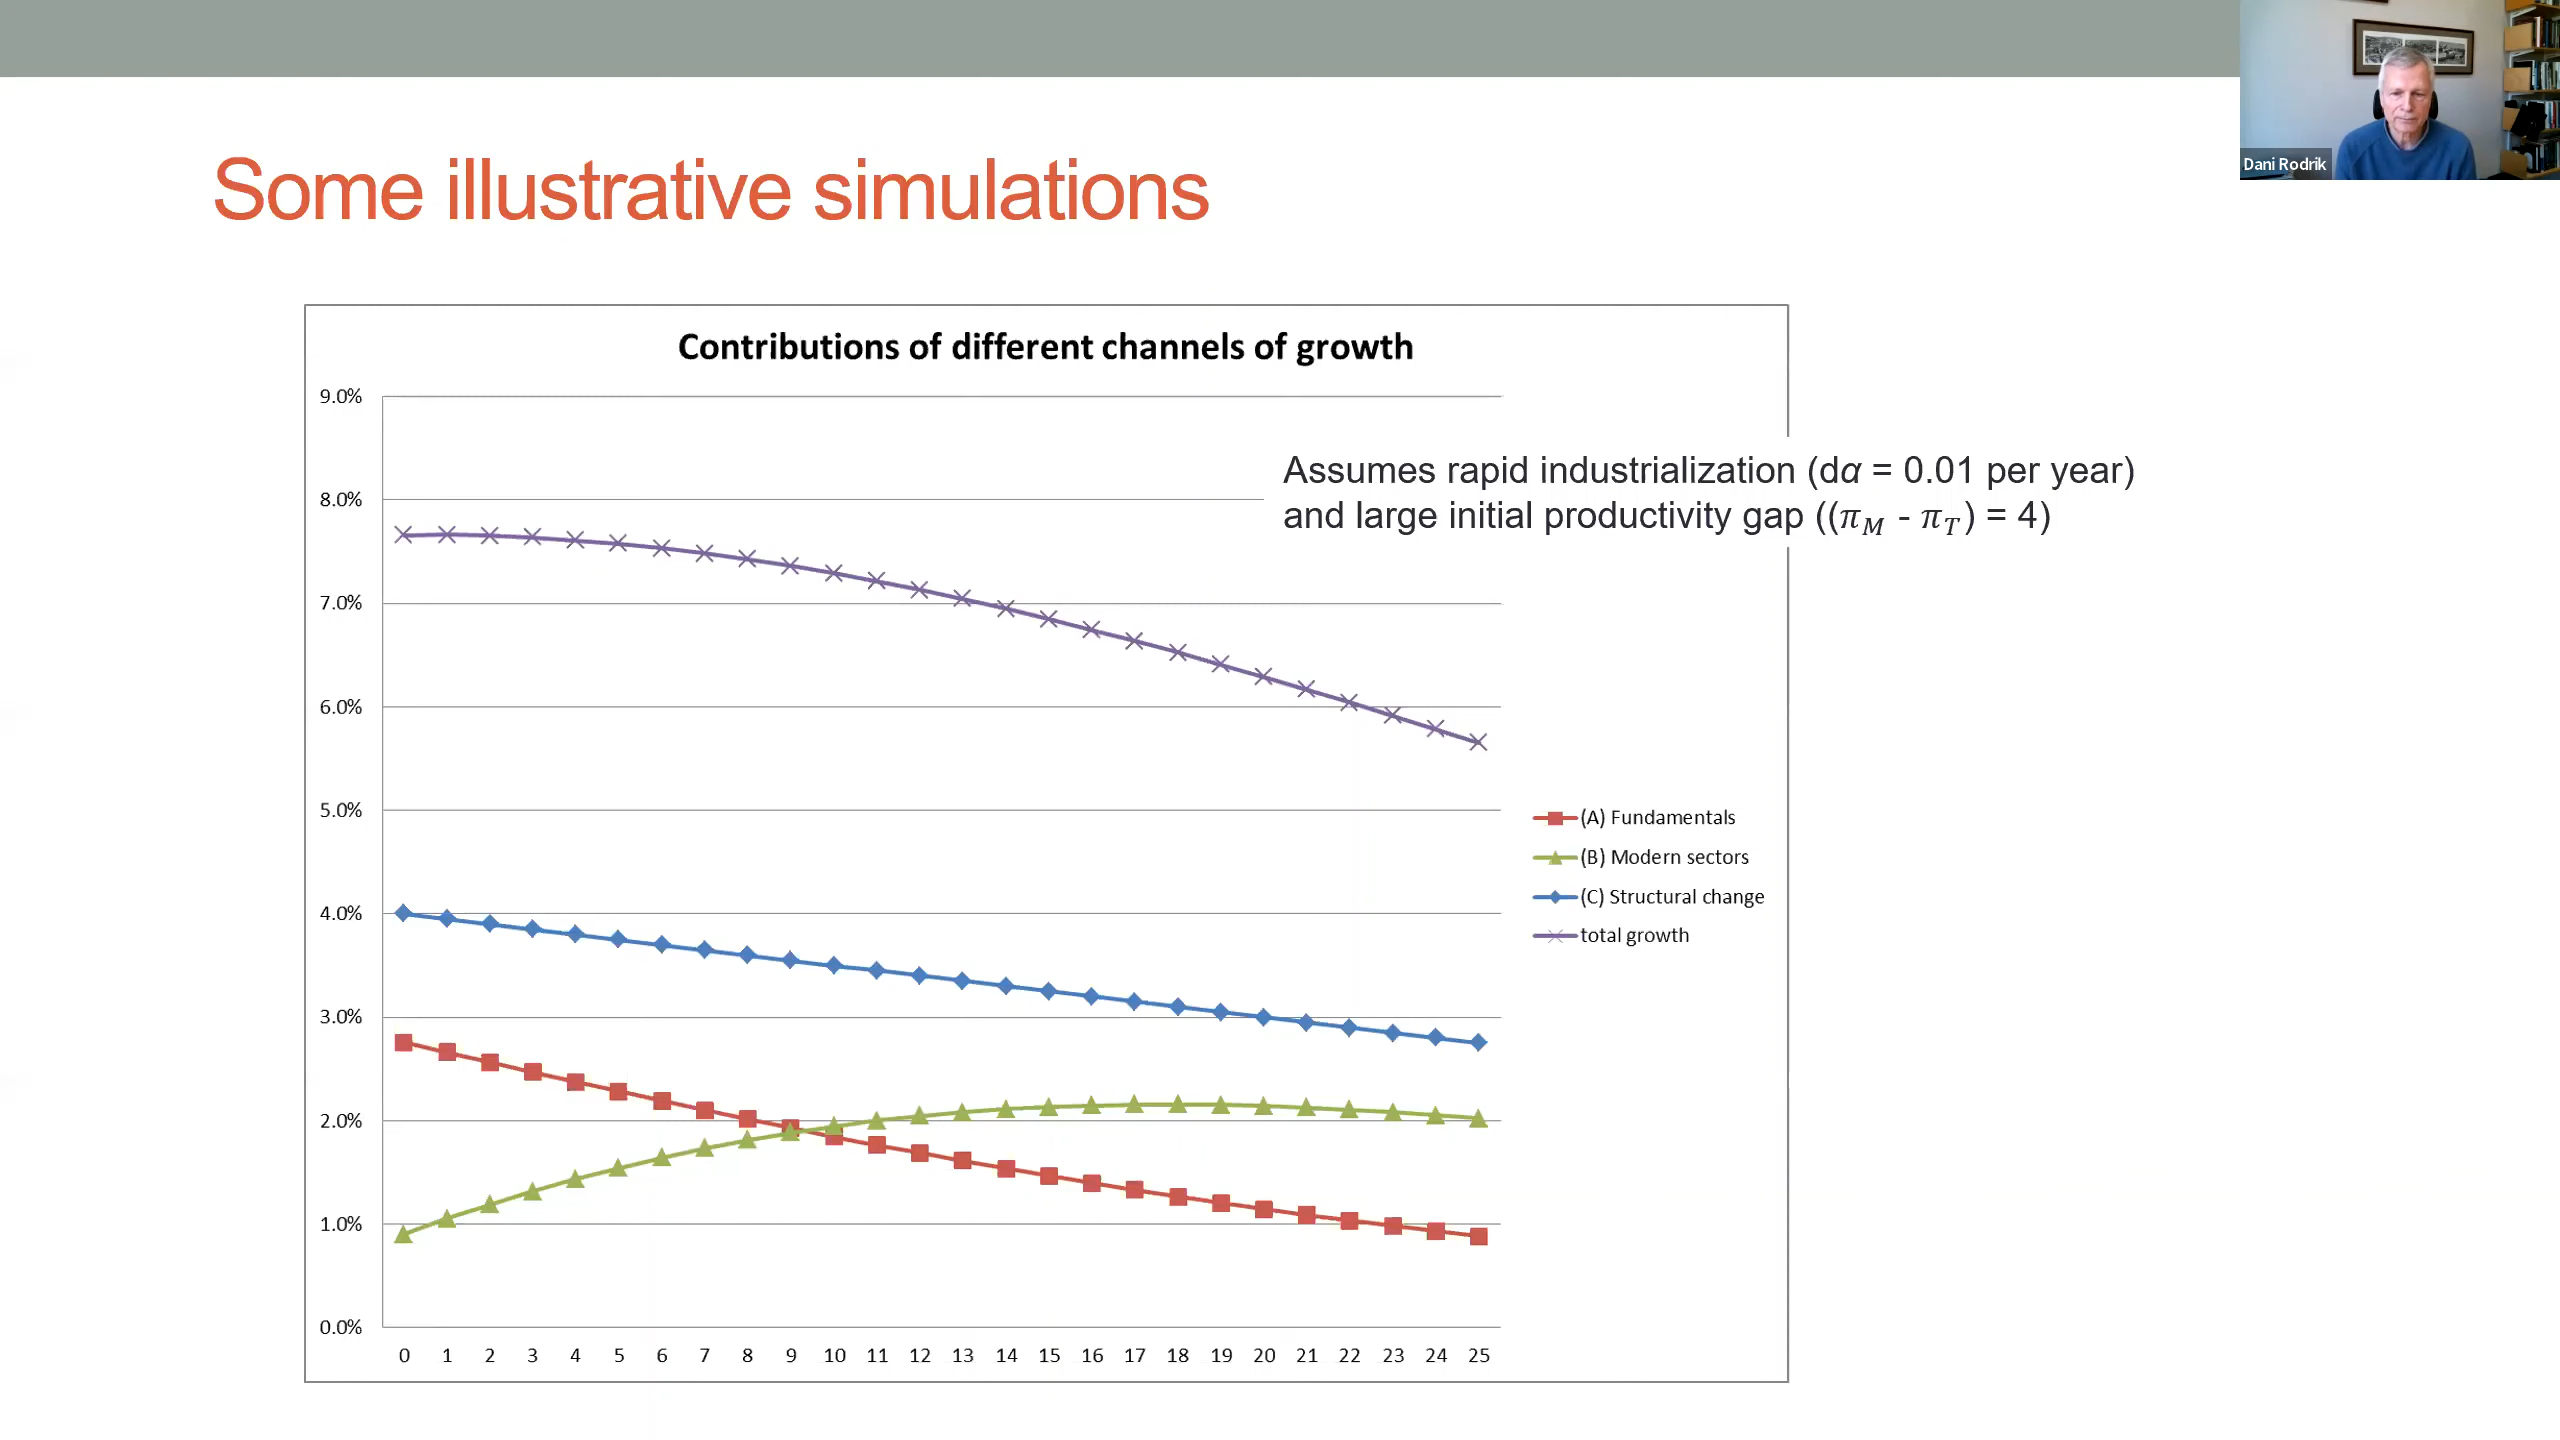 Dani Rodrik
Some illustrative simulations
Contributions of different channels of growth
9.0%
8.0%
7.0%
6.0%
5.0%
4.0%
3.0%
2.0%
1.0%
0.0%
Assumes rapid industrialization (dα = 0.01 per year)
and large initial productivity gap ((π_M - π_T) = 4)
(A) Fundamentals
(B) Modern sectors
(C) Structural change
total growth
0 1 2 3 4 5 6 7 8 9 10 11 12 13 14 15 16 17 18 19 20 21 22 23 24 25